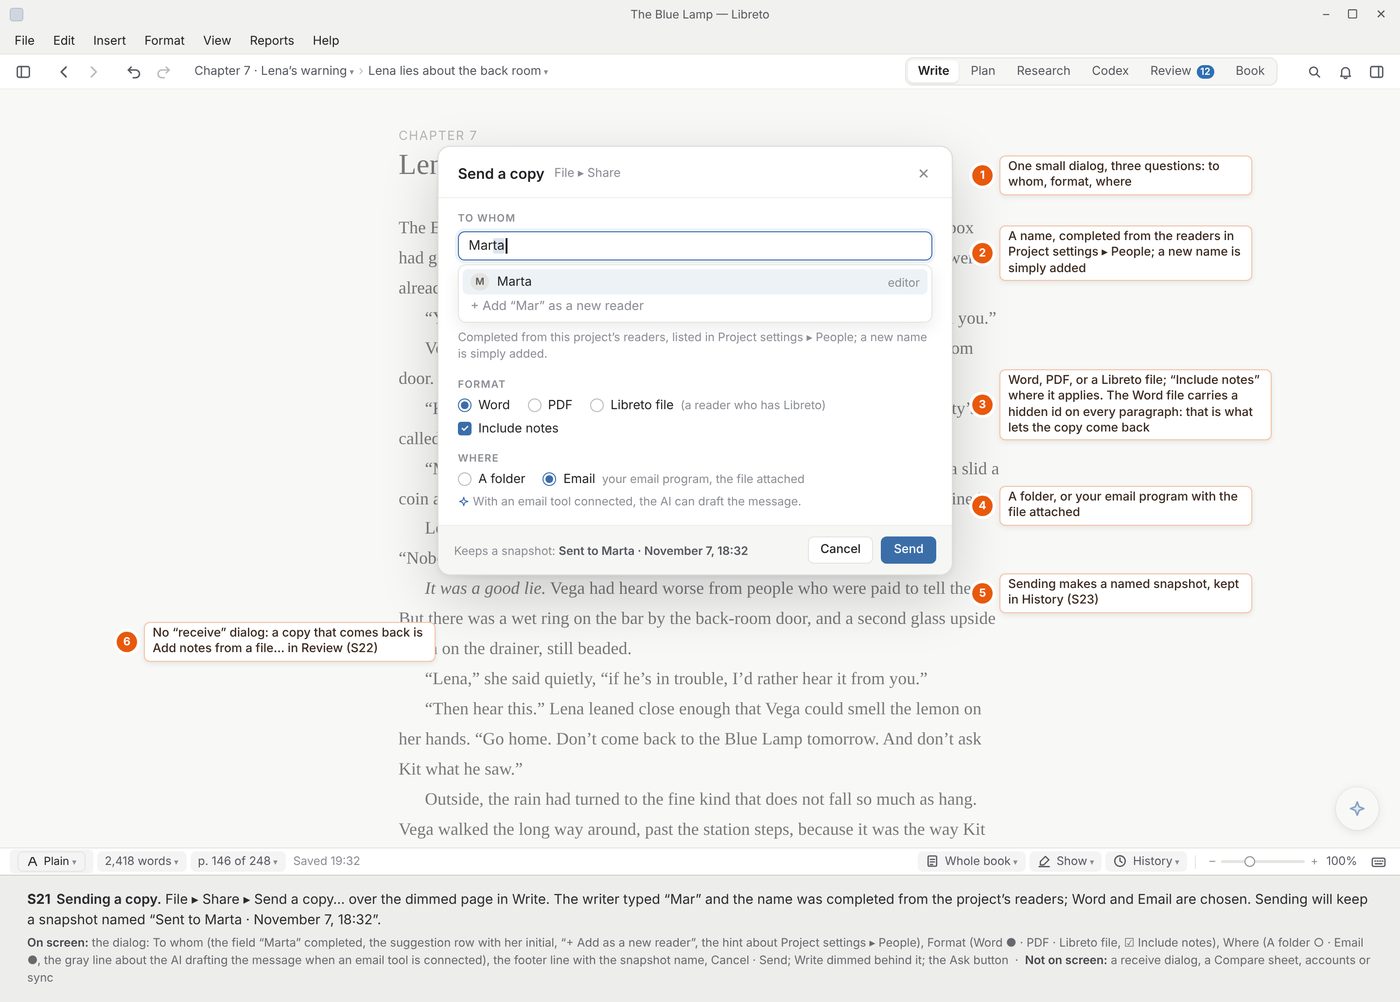 The Blue Lamp — Libreto
File Edit Insert Format View Reports Help
Chapter 7 · Lena’s warning ▾ › Lena lies about the back room ▾
Write Plan Research Codex Review 12 Book
CHAPTER 7
Len
Send a copy File ▸ Share
TO WHOM
Marta
M Marta editor
+ Add “Mar” as a new reader
Completed from this project’s readers, listed in Project settings ▸ People; a new name
is simply added.
FORMAT
Word PDF Libreto file (a reader who has Libreto)
Include notes
WHERE
A folder Email your email program, the file attached
With an email tool connected, the AI can draft the message.
Keeps a snapshot: Sent to Marta · November 7, 18:32
Cancel Send
1 One small dialog, three questions: to
whom, format, where
2 A name, completed from the readers in
Project settings ▸ People; a new name is
simply added
3 Word, PDF, or a Libreto file; “Include notes”
where it applies. The Word file carries a
hidden id on every paragraph: that is what
lets the copy come back
4 A folder, or your email program with the
file attached
5 Sending makes a named snapshot, kept
in History (S23)
6 No “receive” dialog: a copy that comes back is
Add notes from a file… in Review (S22)
The
had
door.
called
coin
“Nob
box
you.”
a slid a
It was a good lie. Vega had heard worse from people who were paid to tell the
But there was a wet ring on the bar by the back-room door, and a second glass upside
on the drainer, still beaded.
“Lena,” she said quietly, “if he’s in trouble, I’d rather hear it from you.”
“Then hear this.” Lena leaned close enough that Vega could smell the lemon on
her hands. “Go home. Don’t come back to the Blue Lamp tomorrow. And don’t ask
Kit what he saw.”
Outside, the rain had turned to the fine kind that does not fall so much as hang.
Vega walked the long way around, past the station steps, because it was the way Kit
A Plain ▾ 2,418 words ▾ p. 146 of 248 ▾ Saved 19:32
Whole book ▾ Show ▾ History ▾ − + 100%
S21 Sending a copy. File ▸ Share ▸ Send a copy… over the dimmed page in Write. The writer typed “Mar” and the name was completed from the project’s readers; Word and Email are chosen. Sending will keep
a snapshot named “Sent to Marta · November 7, 18:32”.
On screen: the dialog: To whom (the field “Marta” completed, the suggestion row with her initial, “+ Add as a new reader”, the hint about Project settings ▸ People), Format (Word ● · PDF · Libreto file, ☑ Include notes), Where (A folder ○ · Email
●, the gray line about the AI drafting the message when an email tool is connected), the footer line with the snapshot name, Cancel · Send; Write dimmed behind it; the Ask button · Not on screen: a receive dialog, a Compare sheet, accounts or
sync